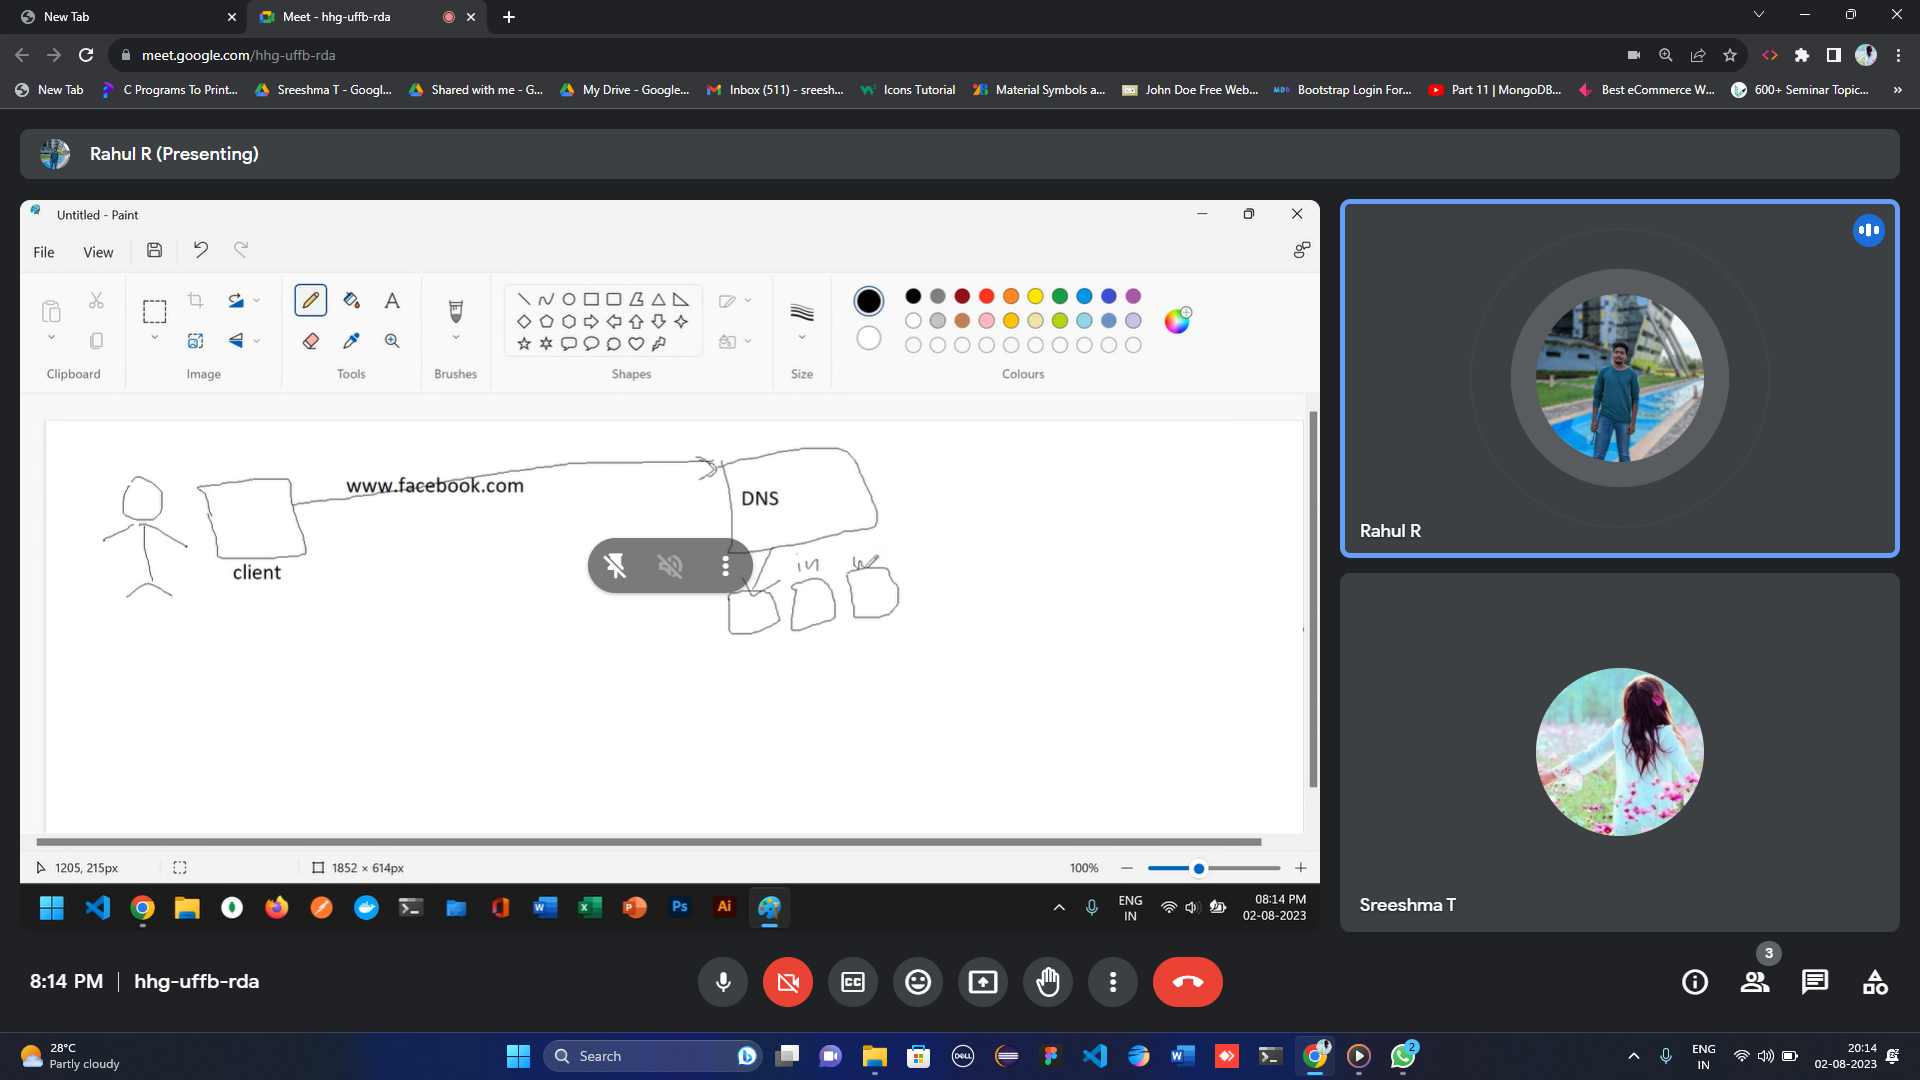 New Tab
Meet - hhg-uffb-rda
meet.google.com/hhg-uffb-rda
New Tab
C Programs To Print...
Sreeshma T - Googl...
Shared with me - G...
My Drive - Google...
Inbox (511) - sreesh...
Icons Tutorial
Material Symbols a...
John Doe Free Web...
Bootstrap Login For...
Part 11 | MongoDB...
Best eCommerce W...
600+ Seminar Topic...
»
Rahul R (Presenting)
Untitled - Paint
File View
Clipboard
Image
Tools
Brushes
Shapes
Size
Colours
www.facebook.com
DNS
client
in
1205, 215px
1852 × 614px
100%
ENG
IN
08:14 PM
02-08-2023
Rahul R
Sreeshma T
8:14 PM
hhg-uffb-rda
3
28°C
Partly cloudy
Search
2
ENG
IN
20:14
02-08-2023